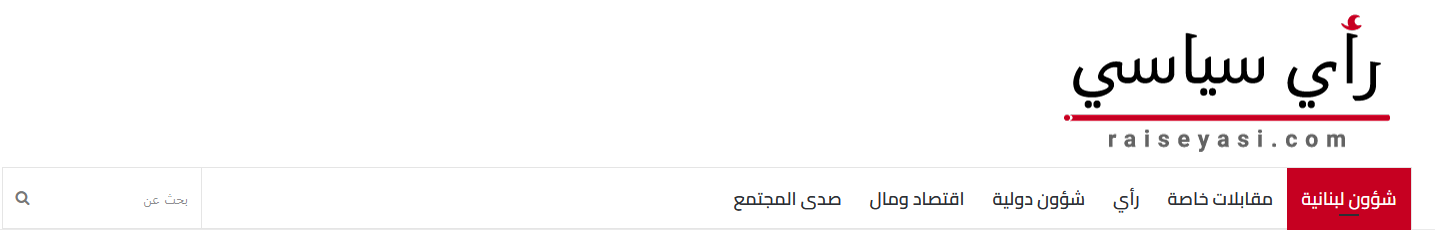 رأي سياسي
raiseyasi.com
شؤون لبنانية مقابلات خاصة رأي شؤون دولية اقتصاد ومال صدى المجتمع بحث عن